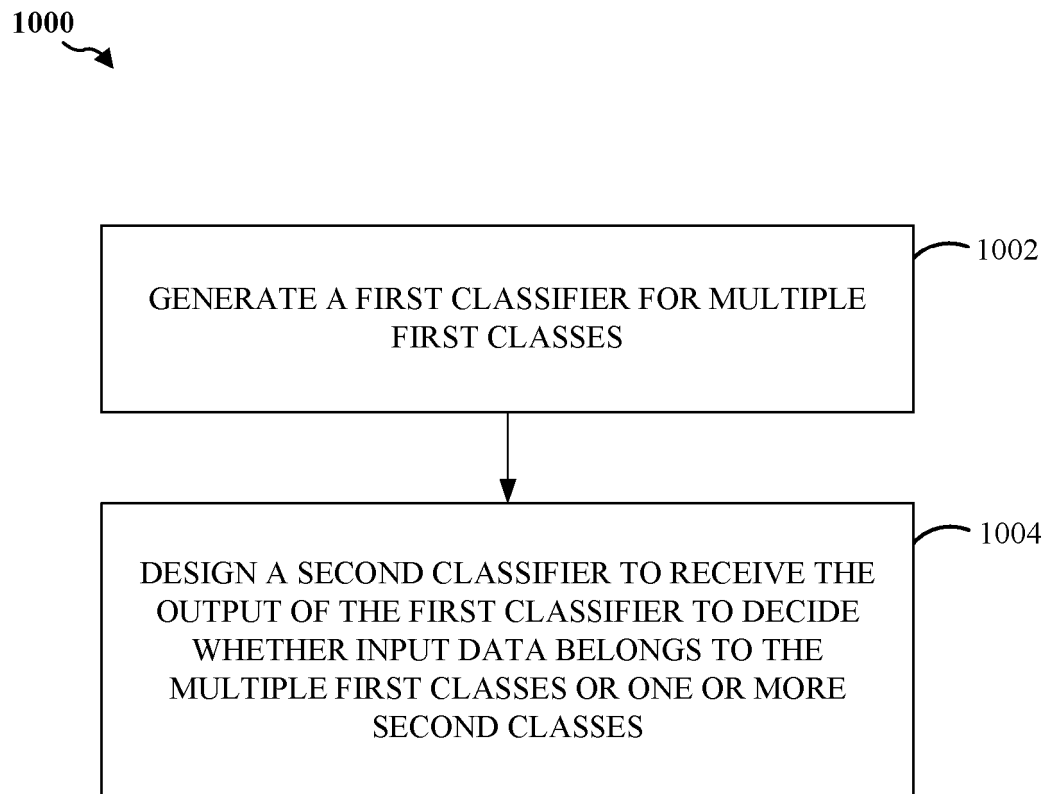 1000
1002
GENERATE A FIRST CLASSIFIER FOR MULTIPLE
FIRST CLASSES
1004
DESIGN A SECOND CLASSIFIER TO RECEIVE THE
OUTPUT OF THE FIRST CLASSIFIER TO DECIDE
WHETHER INPUT DATA BELONGS TO THE
MULTIPLE FIRST CLASSES OR ONE OR MORE
SECOND CLASSES